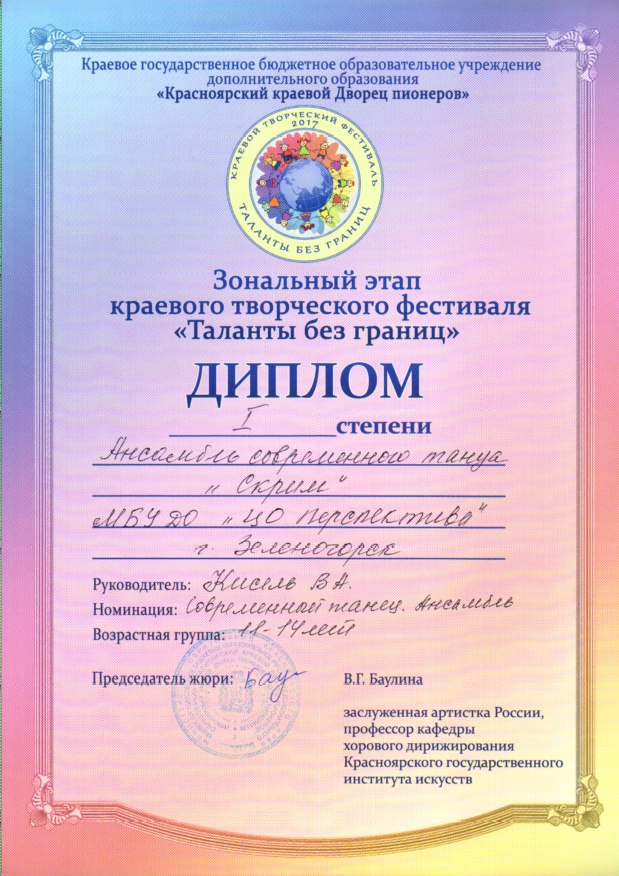 Краевое государственное бюджетное образовательное учреждение
дополнительного образования
«Красноярский краевой Дворец пионеров»
КРАЕВОЙ ТВОРЧЕСКИЙ ФЕСТИВАЛЬ
2017
ТАЛАНТЫ БЕЗ ГРАНИЦ
Зональный этап
краевого творческого фестиваля
«Таланты без границ»
ДИПЛОМ
I степени
Ансамбль современного танца
„Скрим"
МБУ ДО „ЦО Перспектива"
г. Зеленогорск
Руководитель: Кисель В.А.
Номинация: Современный танец. Ансамбль
Возрастная группа: 11-14 лет
Председатель жюри: В.Г. Баулина
заслуженная артистка России,
профессор кафедры
хорового дирижирования
Красноярского государственного
института искусств